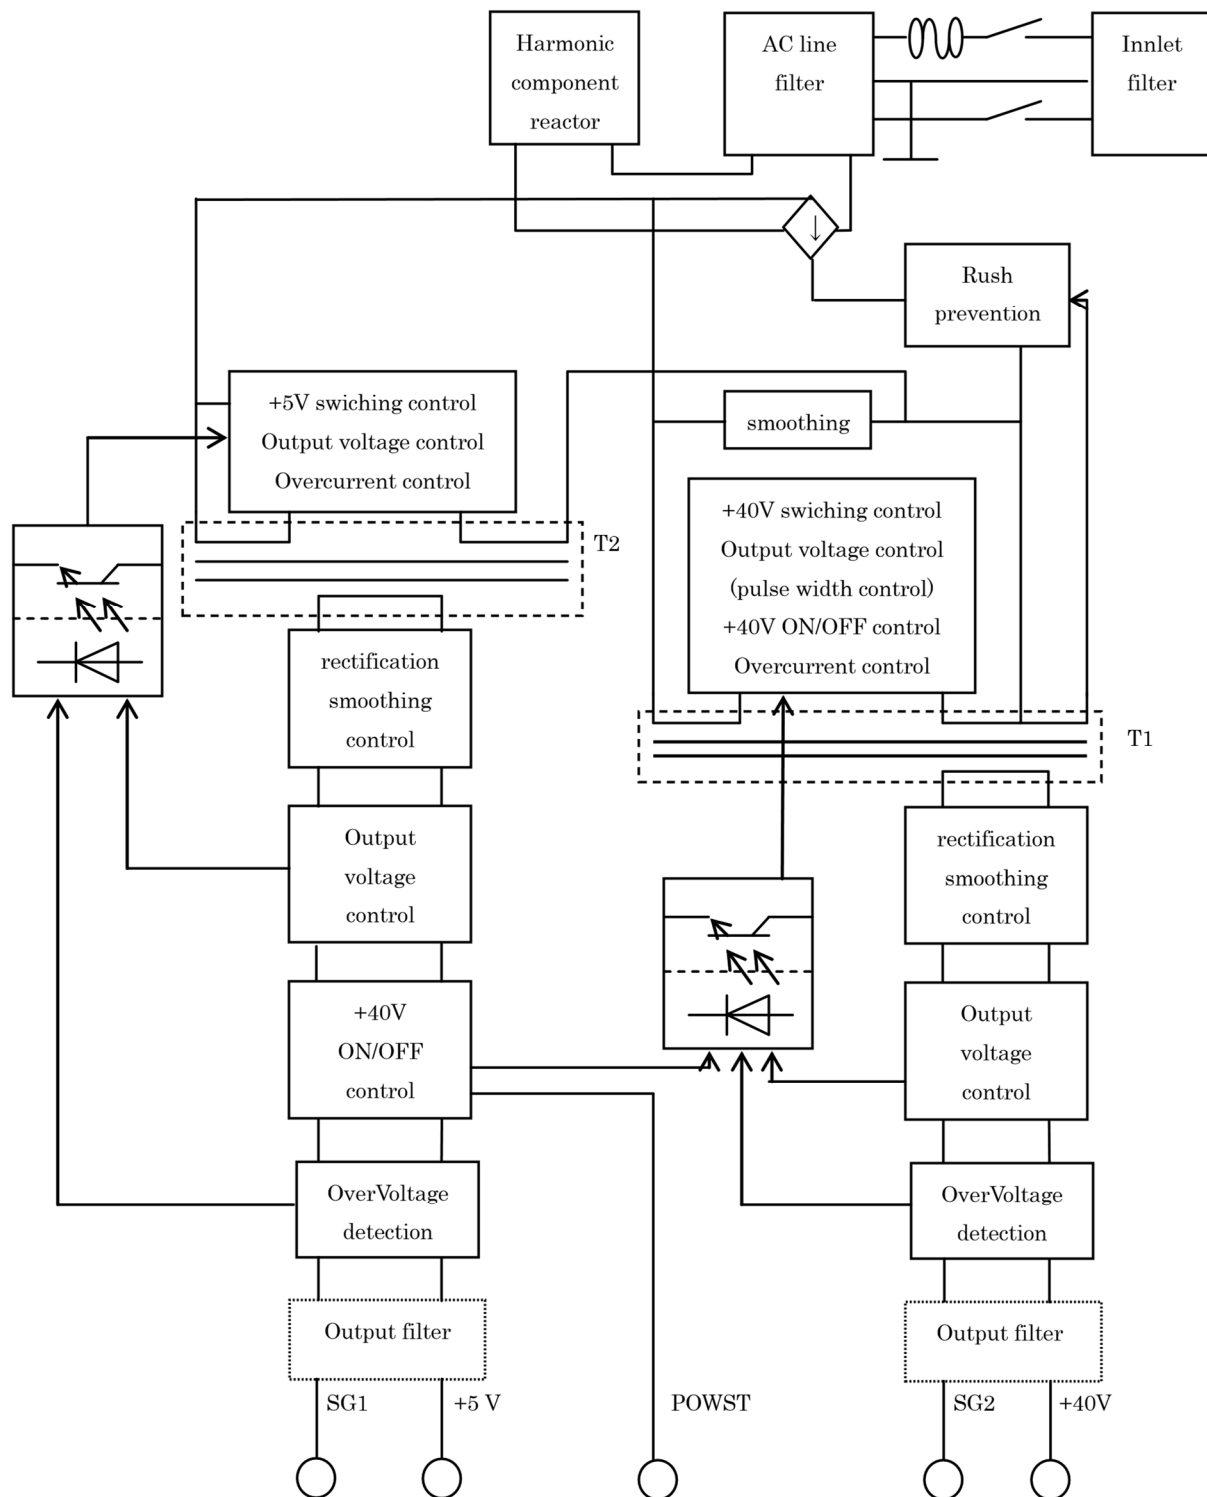 Harmonic
component
reactor
AC line
filter
Innlet
filter
Rush
prevention
+5V swiching control
Output voltage control
Overcurrent control
smoothing
+40V swiching control
Output voltage control
(pulse width control)
+40V ON/OFF control
Overcurrent control
T2
T1
rectification
smoothing
control
Output
voltage
control
+40V
ON/OFF
control
OverVoltage
detection
Output filter
rectification
smoothing
control
Output
voltage
control
OverVoltage
detection
Output filter
SG1
+5 V
POWST
SG2
+40V